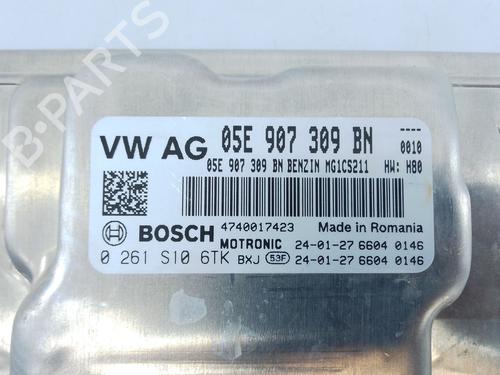 VW AG 05E 907 309 BN ----
0010
05E 907 309 BN BENZIN MG1CS211 HW: H80
BOSCH 4740017423 Made in Romania
MOTRONIC 24-01-27 6604 0146
0 261 S10 6TK BXJ 53F 24-01-27 6604 0146